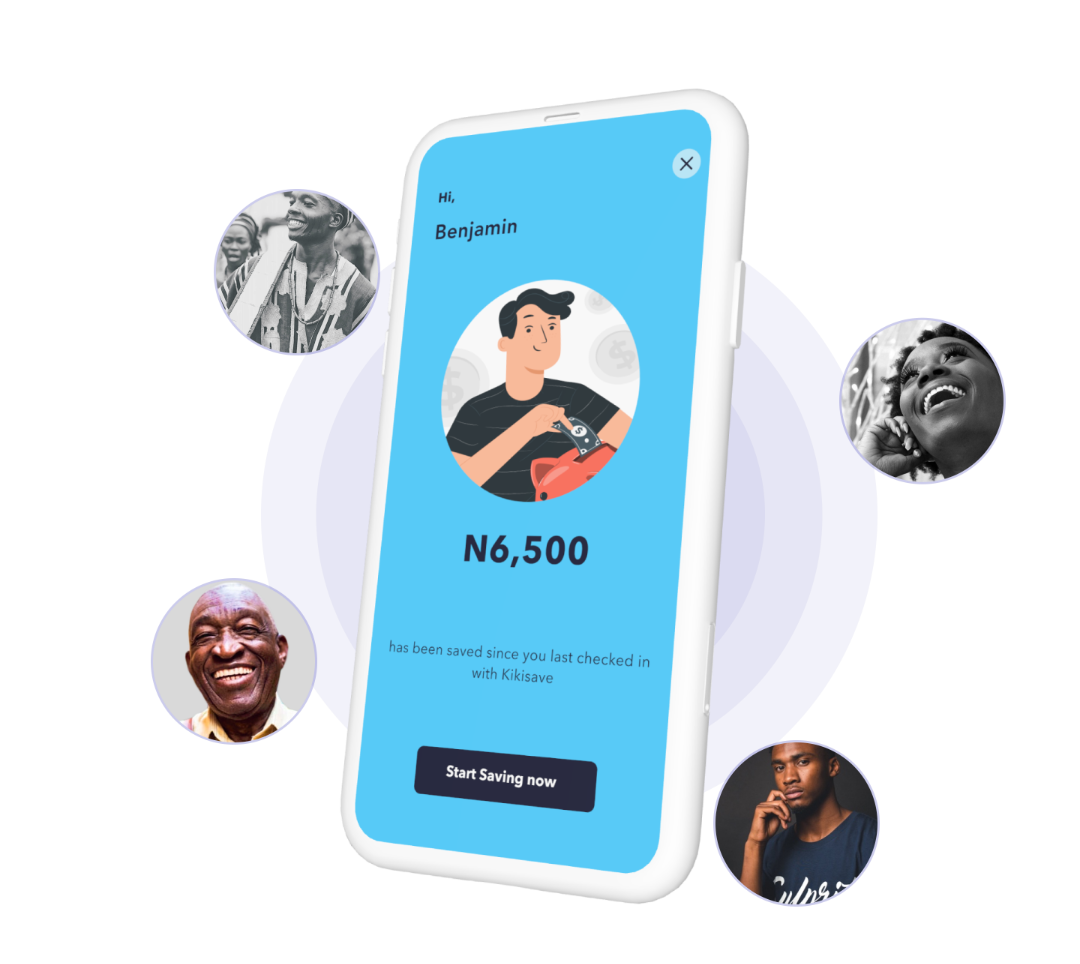 Hi,
Benjamin
$
$
$
N6,500
has been saved since you last checked in
with Kikisave
Start Saving now